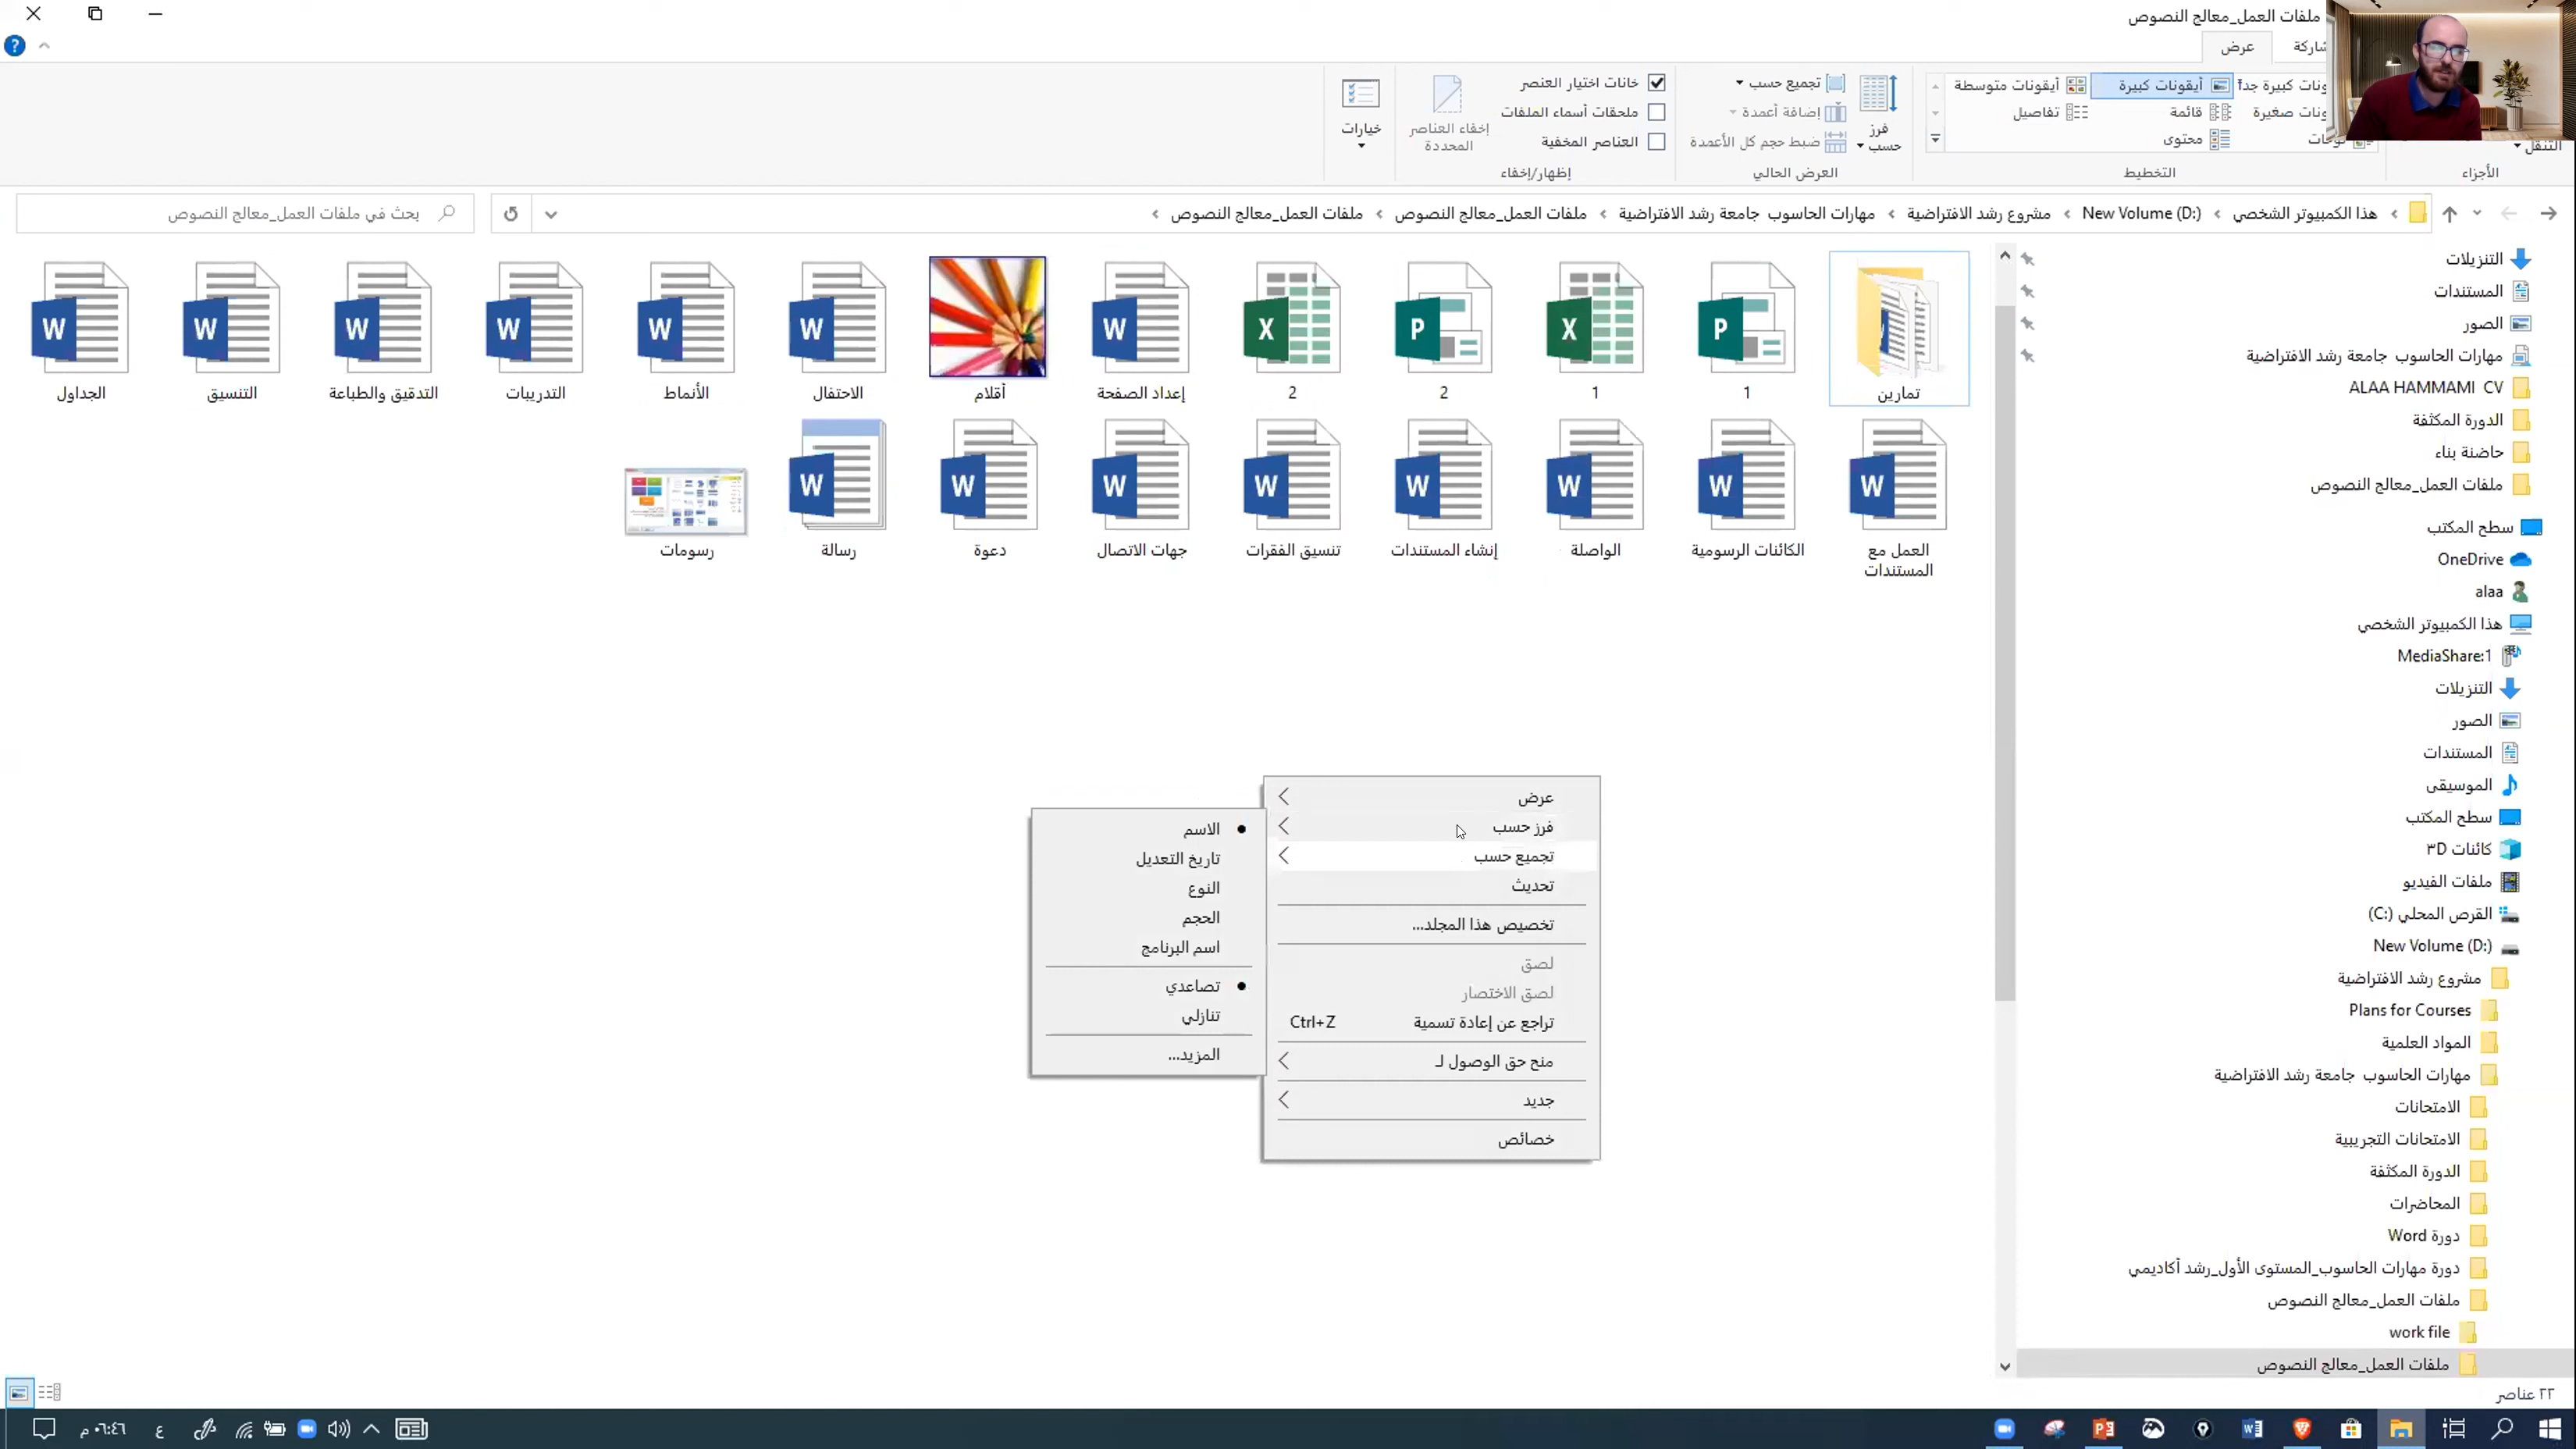 ملفات العمل_معالج النصوص
عرض
أيقونات كبيرة
أيقونات متوسطة
قائمة
تفاصيل
محتوى
التخطيط
التنقل
الأجزاء
فرز
حسب
تجميع حسب
إضافة أعمدة
ضبط حجم كل الأعمدة
العرض الحالي
خانات اختيار العنصر
ملحقات أسماء الملفات
العناصر المخفية
إخفاء العناصر
المحددة
إظهار/إخفاء
خيارات
هذا الكمبيوتر الشخصي
New Volume (D:)
مشروع رشد الافتراضية
مهارات الحاسوب جامعة رشد الافتراضية
ملفات العمل_معالج النصوص
ملفات العمل_معالج النصوص
بحث في ملفات العمل_معالج النصوص
التنزيلات
المستندات
الصور
مهارات الحاسوب جامعة رشد الافتراضية
ALAA HAMMAMI CV
الدورة المكثفة
حاضنة بناء
ملفات العمل_معالج النصوص
سطح المكتب
OneDrive
alaa
هذا الكمبيوتر الشخصي
MediaShare:1
التنزيلات
الصور
المستندات
الموسيقى
سطح المكتب
كائنات ٣D
ملفات الفيديو
القرص المحلي (C:)
New Volume (D:)
مشروع رشد الافتراضية
Plans for Courses
المواد العلمية
مهارات الحاسوب جامعة رشد الافتراضية
الامتحانات
الامتحانات التجريبية
الدورة المكثفة
المحاضرات
دورة Word
دورة مهارات الحاسوب_المستوى الأول_رشد أكاديمي
ملفات العمل_معالج النصوص
work file
ملفات العمل_معالج النصوص
تمارين
1
1
2
2
إعداد الصفحة
أقلام
الاحتفال
الأنماط
التدريبات
التدقيق والطباعة
التنسيق
الجداول
العمل مع
المستندات
الكائنات الرسومية
الواصلة
إنشاء المستندات
تنسيق الفقرات
جهات الاتصال
دعوة
رسالة
رسومات
عرض
فرز حسب
تجميع حسب
تحديث
تخصيص هذا المجلد...
لصق
لصق الاختصار
تراجع عن إعادة تسمية Ctrl+Z
منح حق الوصول لـ
جديد
خصائص
الاسم
تاريخ التعديل
النوع
الحجم
اسم البرنامج
تصاعدي
تنازلي
المزيد...
٢٢ عناصر
ع
٠٦:٤٦ م